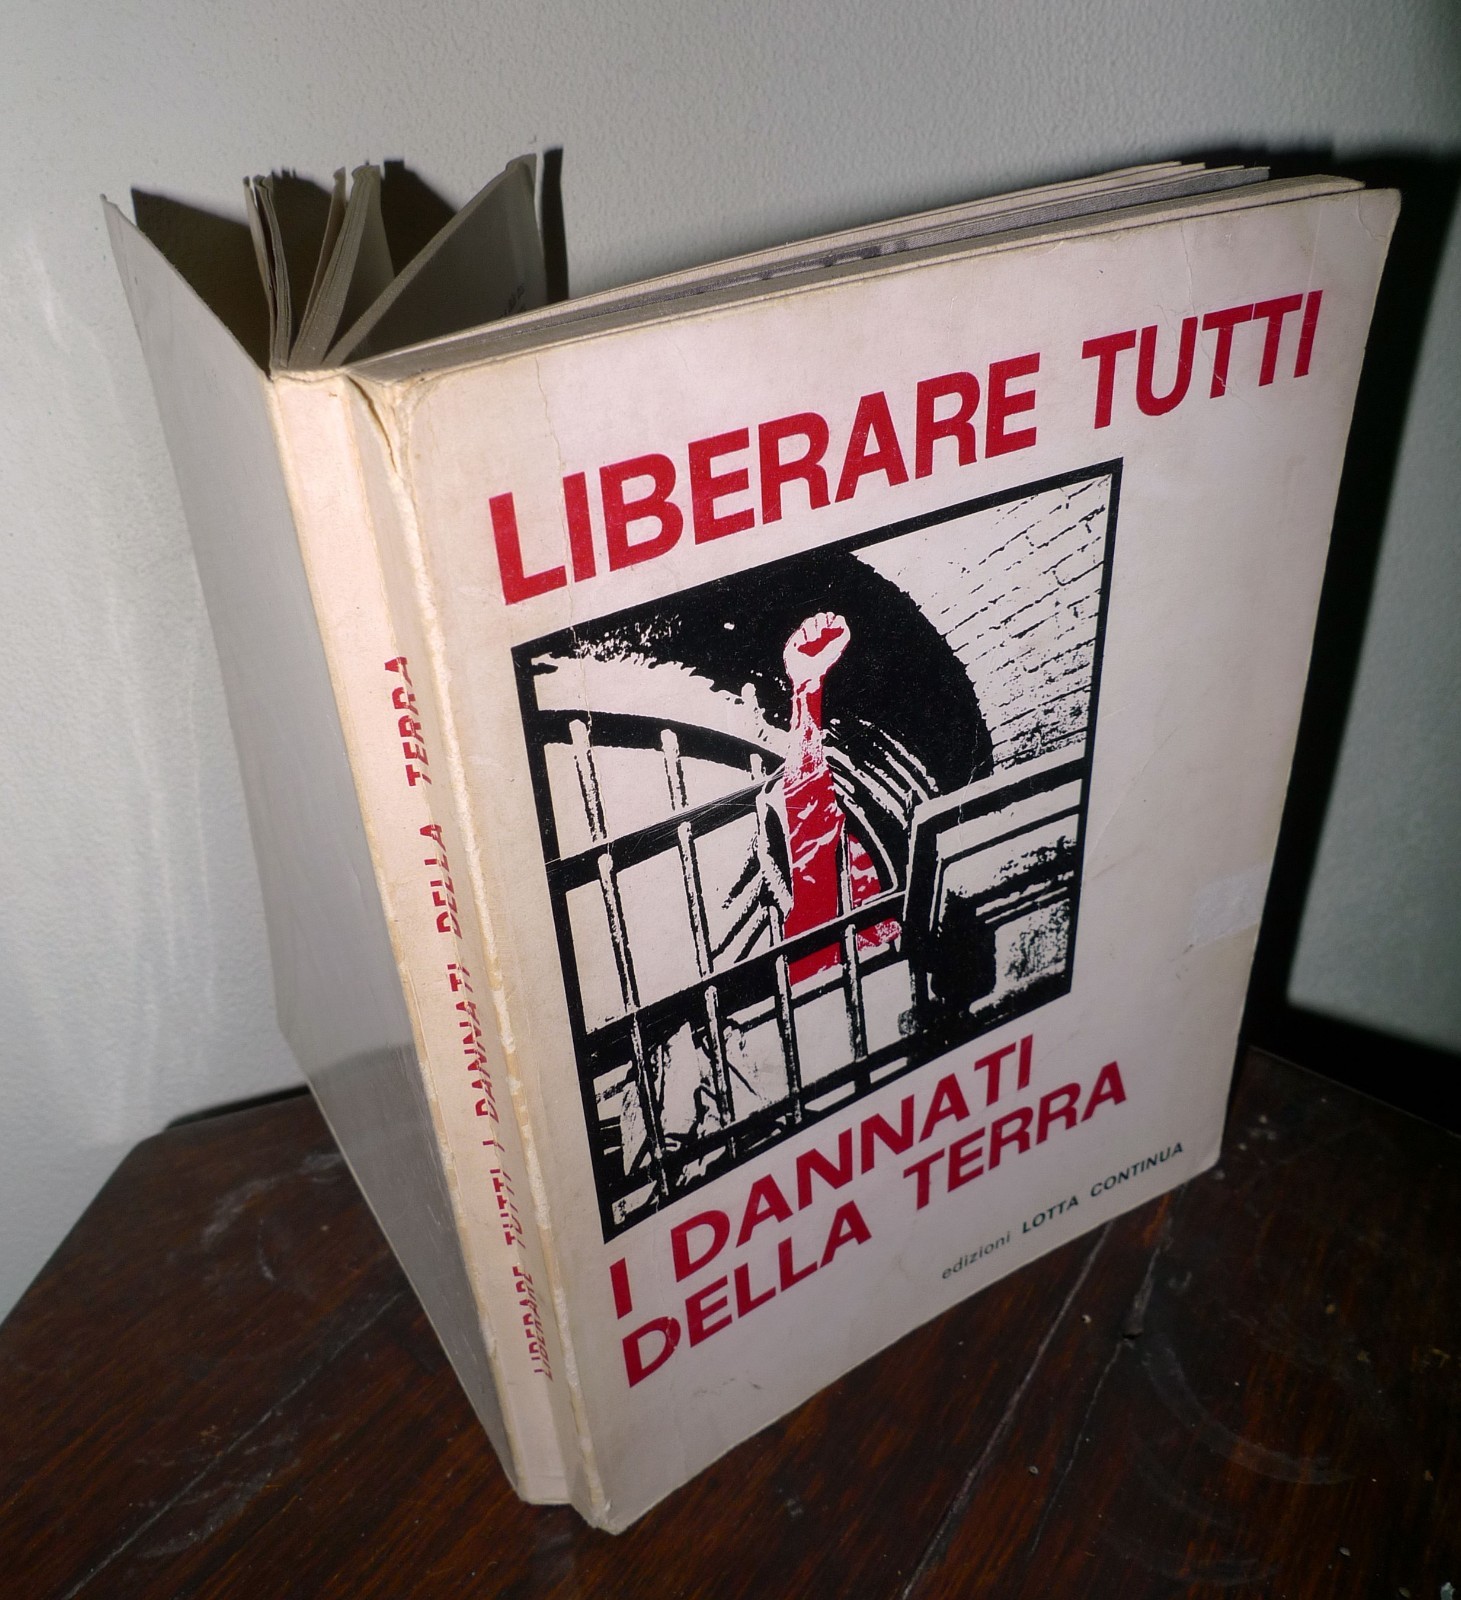 LIBERARE TUTTI
I DANNATI
DELLA TERRA
edizioni LOTTA CONTINUA
LIBERARE TUTTI I DANNATI DELLA TERRA